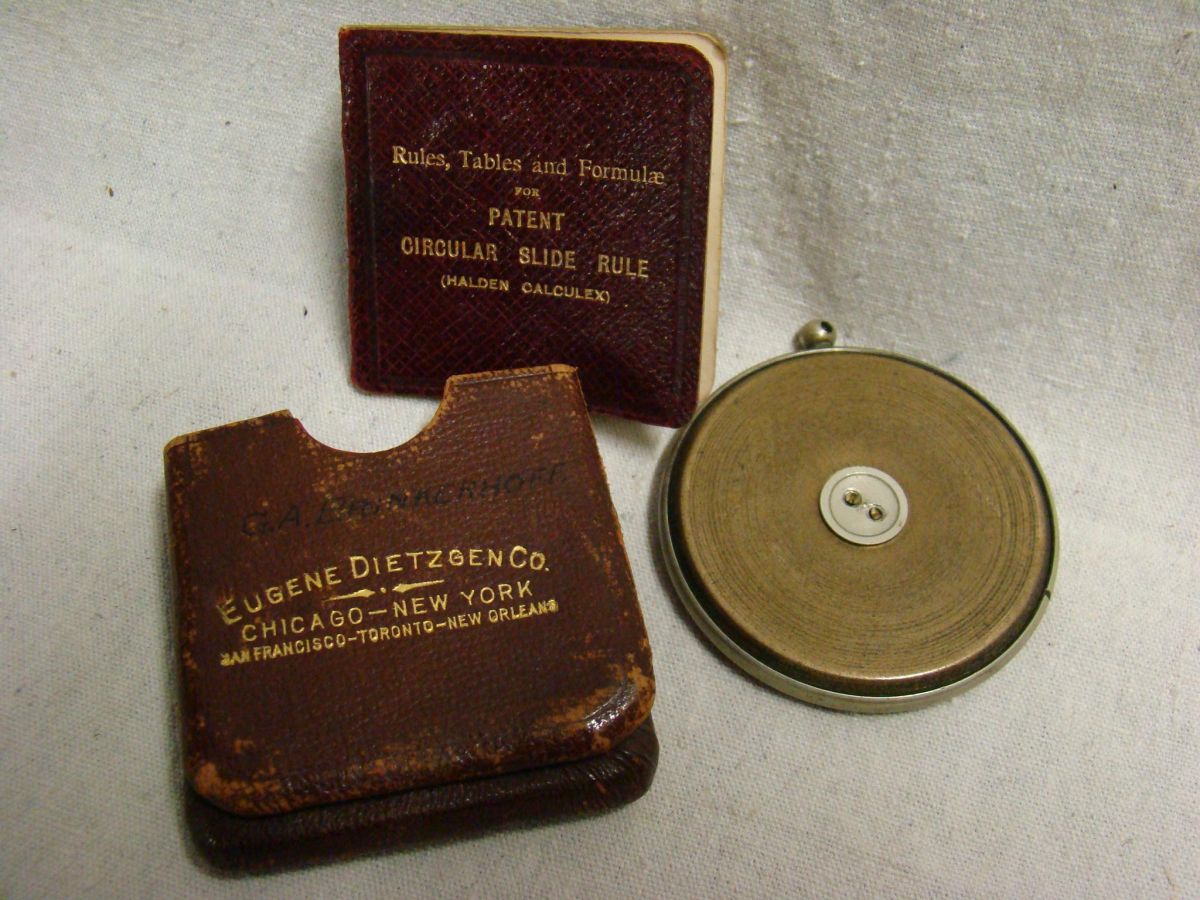 Rules, Tables and Formulæ
FOR
PATENT
CIRCULAR SLIDE RULE
(HALDEN CALCULEX)
G.A. BRINKERHOFF.
EUGENE DIETZGEN CO.
CHICAGO–NEW YORK
SAN FRANCISCO–TORONTO–NEW ORLEANS